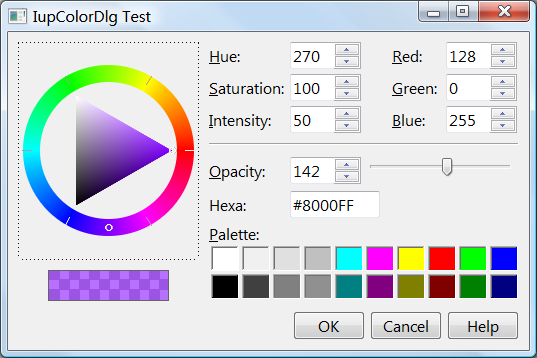 IupColorDlg Test
Hue: 270 Red: 128
Saturation: 100 Green: 0
Intensity: 50 Blue: 255
Opacity: 142
Hexa: #8000FF
Palette:
OK Cancel Help